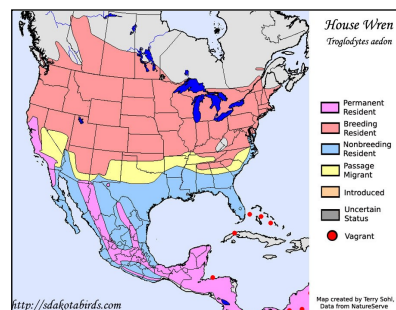 House Wren
Troglodytes aedon
Permanent
Resident
Breeding
Resident
Nonbreeding
Resident
Passage
Migrant
Introduced
Uncertain
Status
Vagrant
http://sdakotabirds.com
Map created by Terry Sohl,
Data from NatureServe